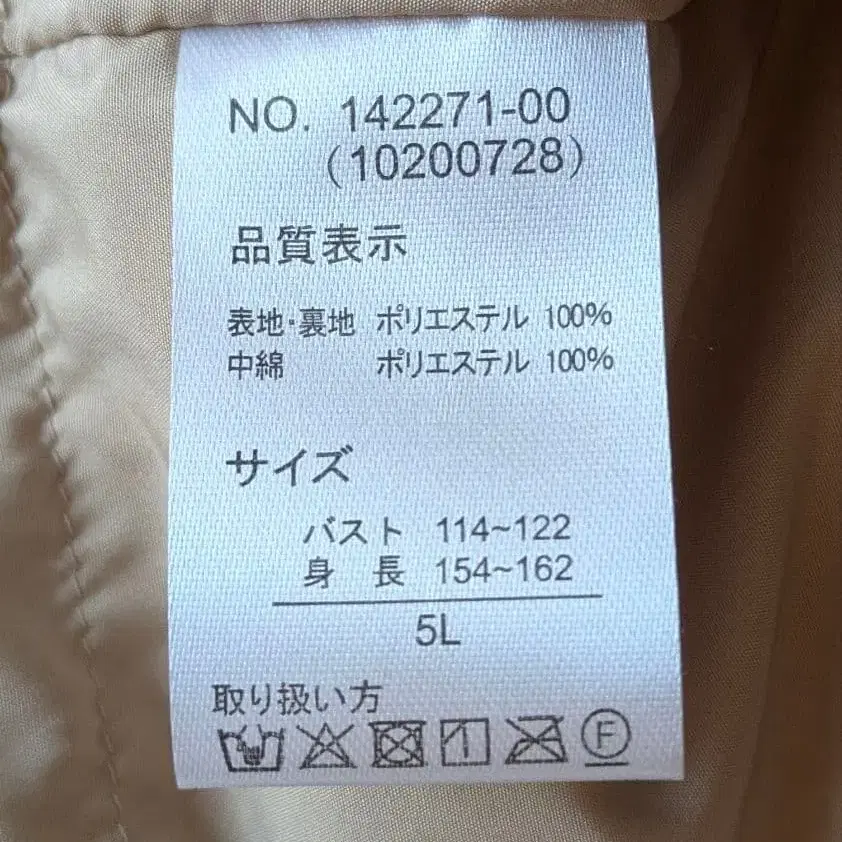 NO. 142271-00
(10200728)
品質表示
表地・裏地 ポリエステル 100%
中綿 ポリエステル 100%
サイズ
バスト 114~122
身 長 154~162
5L
取り扱い方
F